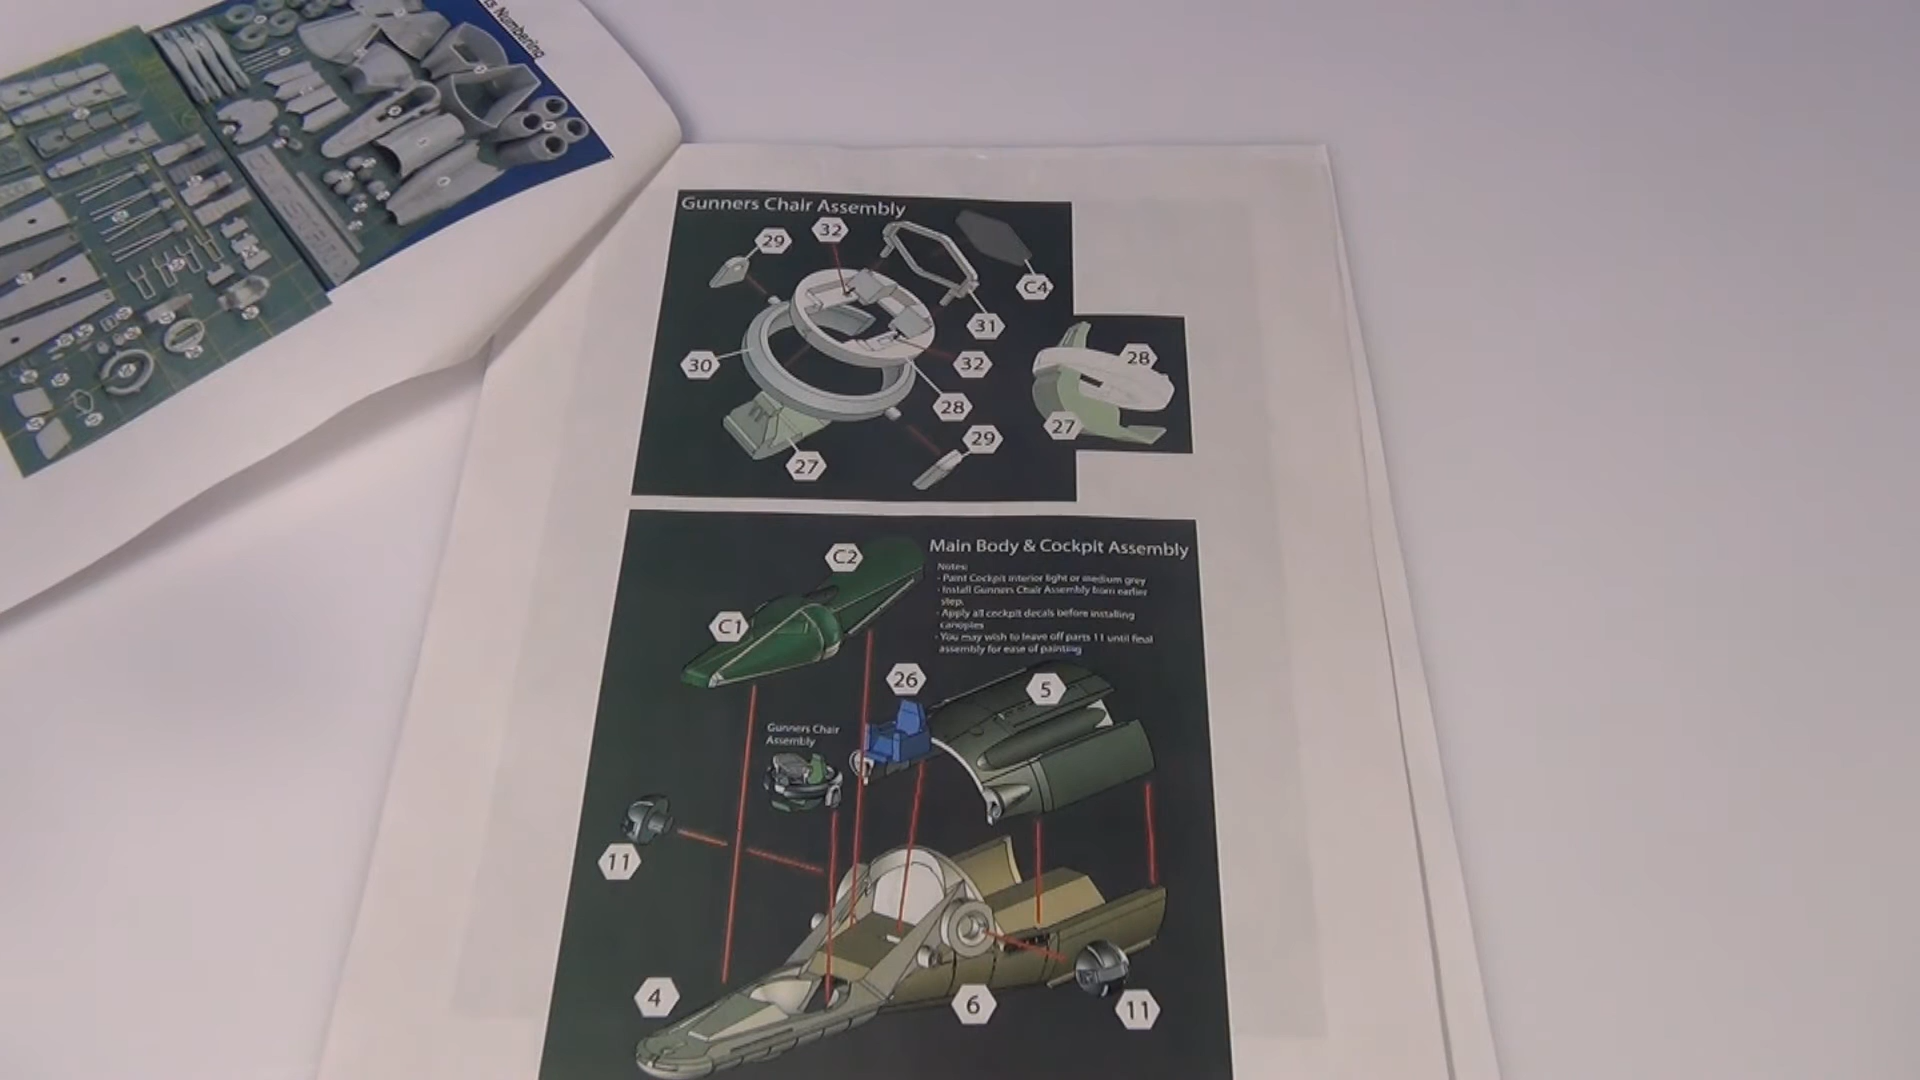 Numbering
Gunners Chair Assembly
29
32
C4
31
30
32
28
28
27
29
27
Main Body & Cockpit Assembly
Notes:
- Paint Cockpit interior light or medium grey
- Install Gunners Chair Assembly from earlier
step.
- Apply all cockpit decals before installing
canopies
- You may wish to leave off parts 11 until final
assembly for ease of painting
C2
C1
26
5
Gunners Chair
Assembly
11
4
6
11